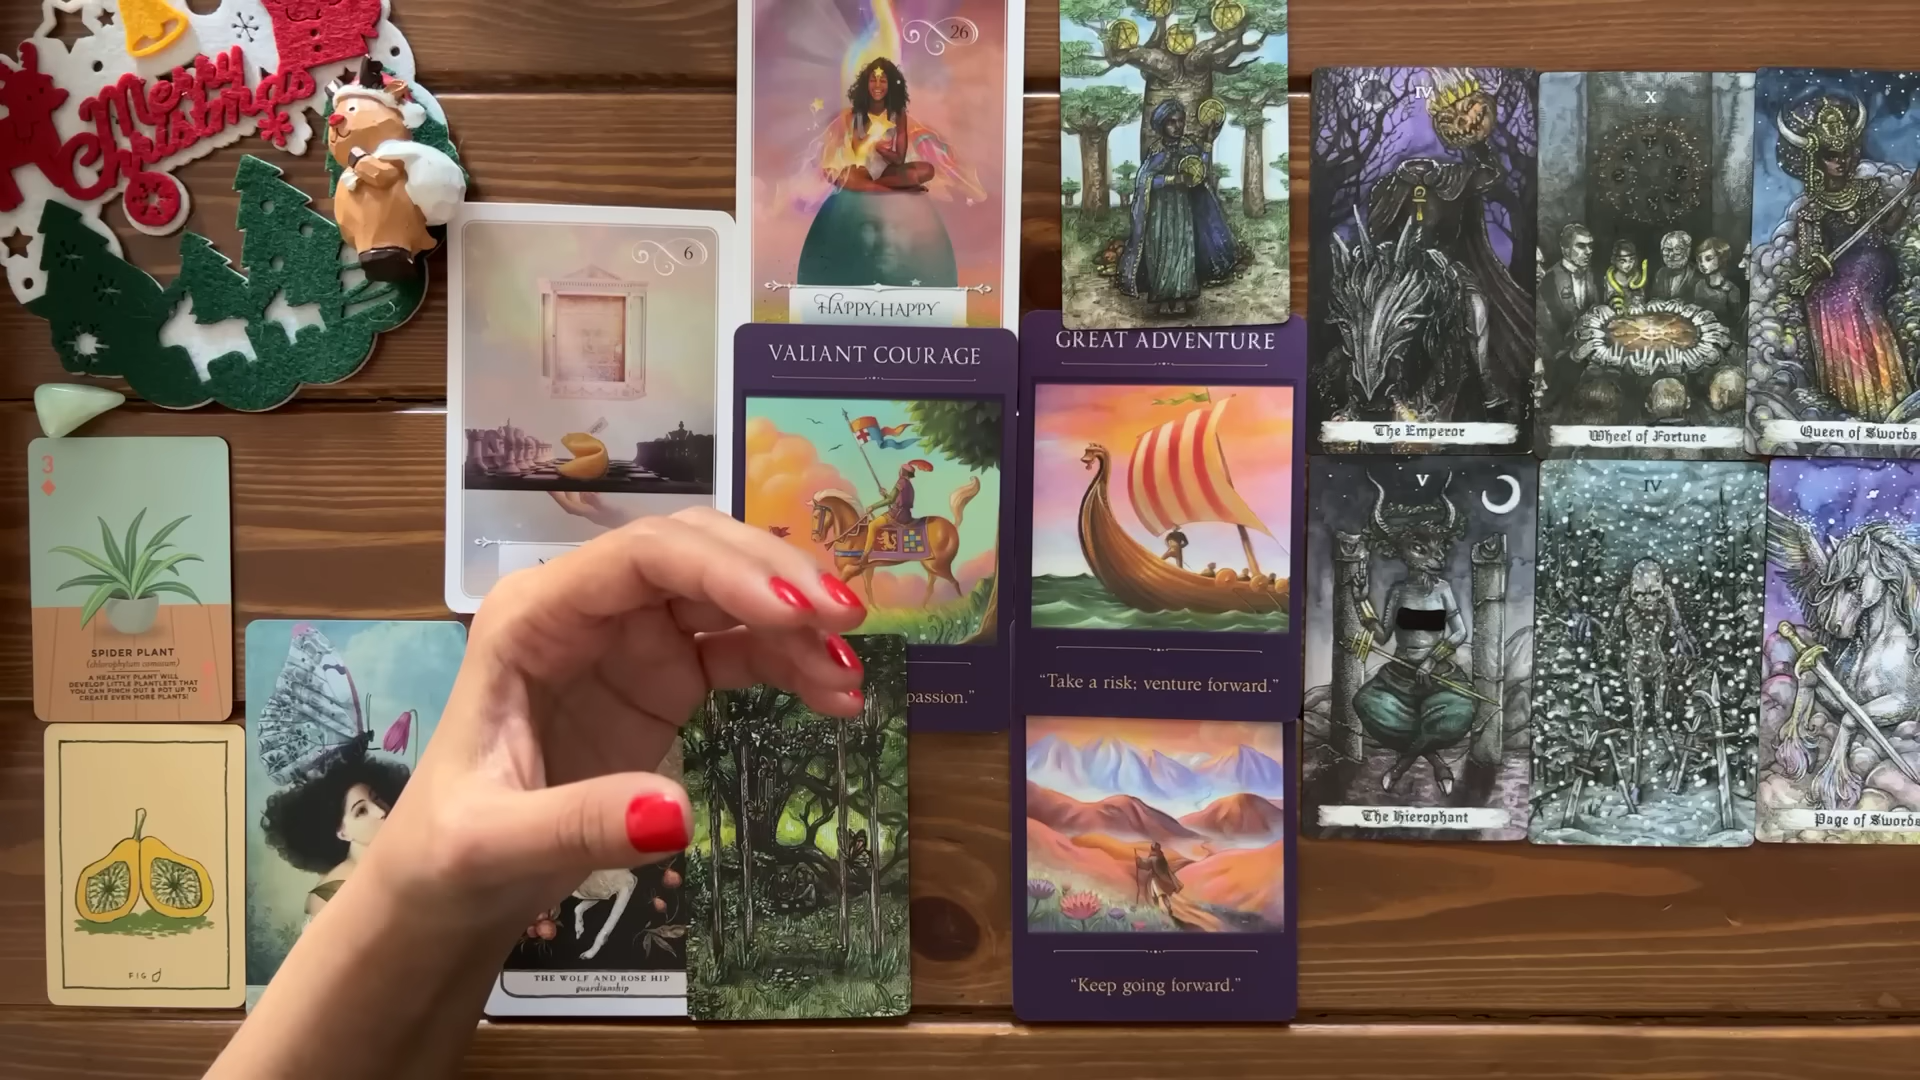 Merry
Christmas
26
HAPPY, HAPPY
6
VALIANT COURAGE
passion."
GREAT ADVENTURE
"Take a risk; venture forward."
"Keep going forward."
IV
The Emperor
X
Wheel of Fortune
Queen of Swords
V
The Hierophant
IV
Page of Swords
3
SPIDER PLANT
(chlorophytum comosum)
A HEALTHY PLANT WILL
DEVELOP LITTLE PLANTLETS THAT
YOU CAN PINCH OUT & POT UP TO
CREATE EVEN MORE PLANTS!
FIG
THE WOLF AND ROSE HIP
guardianship